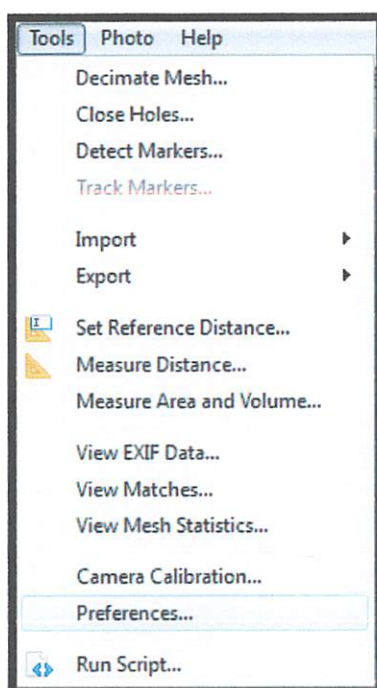 Tools Photo Help
Decimate Mesh...
Close Holes...
Detect Markers...
Track Markers...
Import
Export
Set Reference Distance...
Measure Distance...
Measure Area and Volume...
View EXIF Data...
View Matches...
View Mesh Statistics...
Camera Calibration...
Preferences...
Run Script...